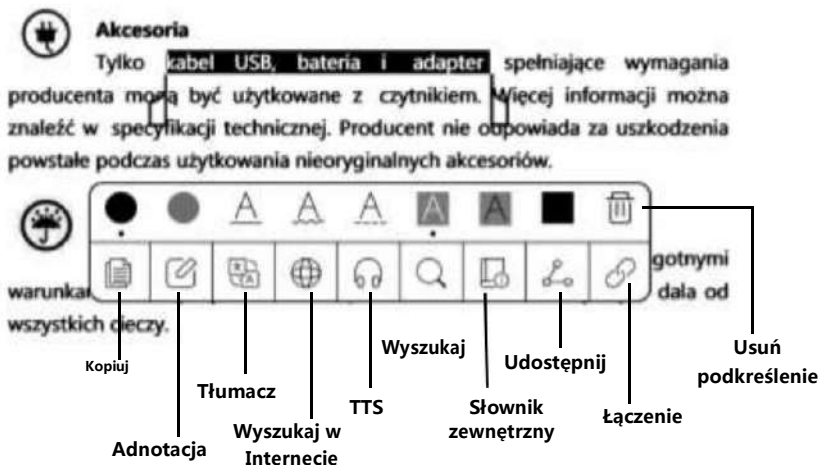 Akcesoria
Tylko kabel USB, bateria i adapter spełniające wymagania
producenta mogą być użytkowane z czytnikiem. Więcej informacji można
znaleźć w specyfikacji technicznej. Producent nie odpowiada za uszkodzenia
powstałe podczas użytkowania nieoryginalnych akcesoriów.
A A A A A
gotnymi
warunkam dala od
wszystkich cieczy.
Kopiuj
Adnotacja
Tłumacz
Wyszukaj w
Internecie
TTS
Wyszukaj
Słownik
zewnętrzny
Udostępnij
Łączenie
Usuń
podkreślenie